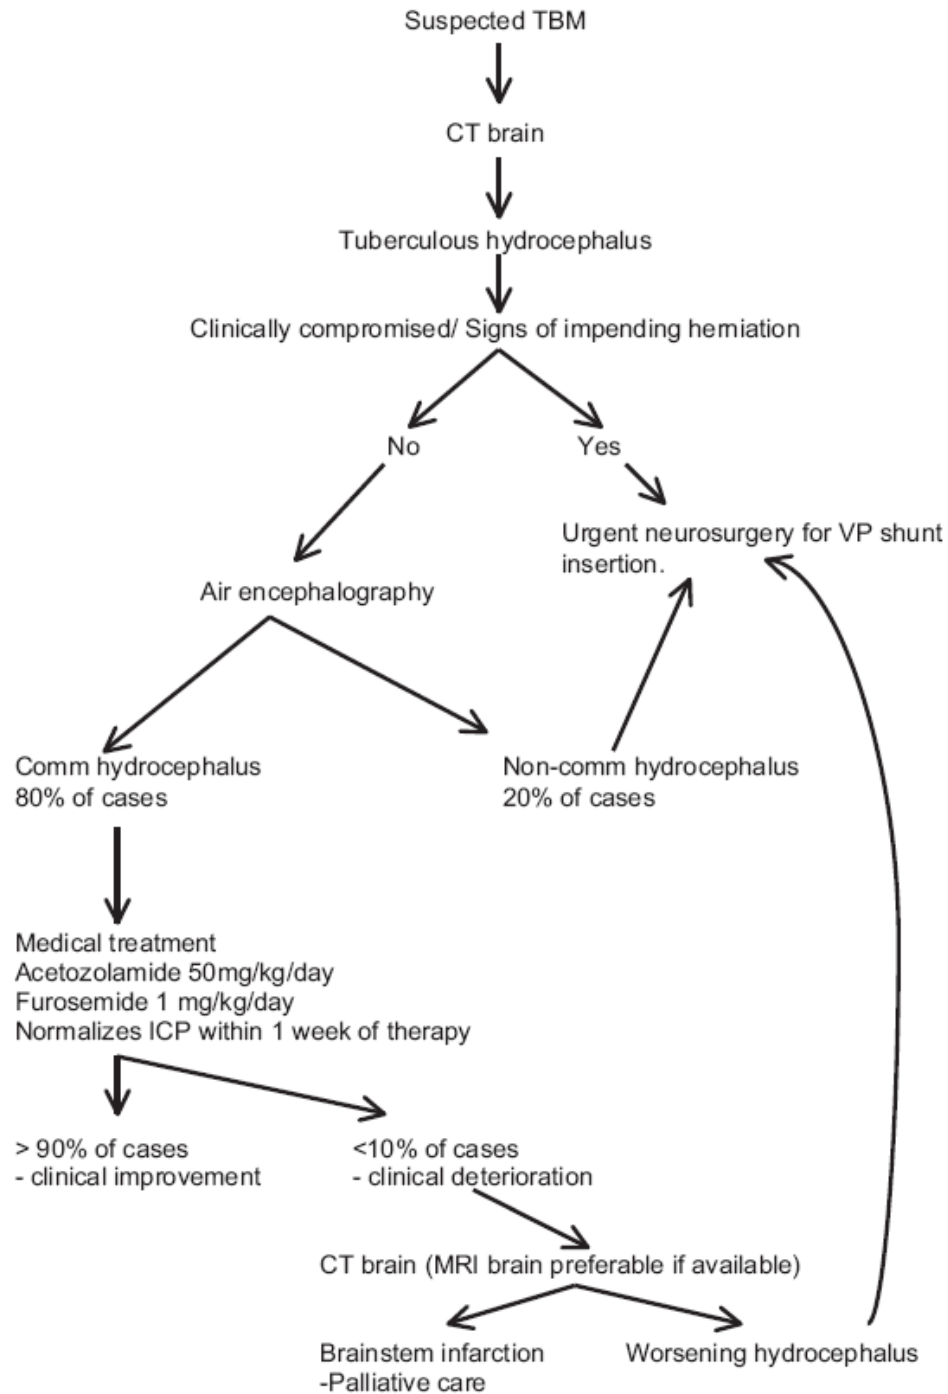 Suspected TBM
CT brain
Tuberculous hydrocephalus
Clinically compromised/ Signs of impending herniation
No
Yes
Urgent neurosurgery for VP shunt
insertion.
Air encephalography
Comm hydrocephalus
80% of cases
Non-comm hydrocephalus
20% of cases
Medical treatment
Acetozolamide 50mg/kg/day
Furosemide 1 mg/kg/day
Normalizes ICP within 1 week of therapy
> 90% of cases
- clinical improvement
<10% of cases
- clinical deterioration
CT brain (MRI brain preferable if available)
Brainstem infarction
-Palliative care
Worsening hydrocephalus